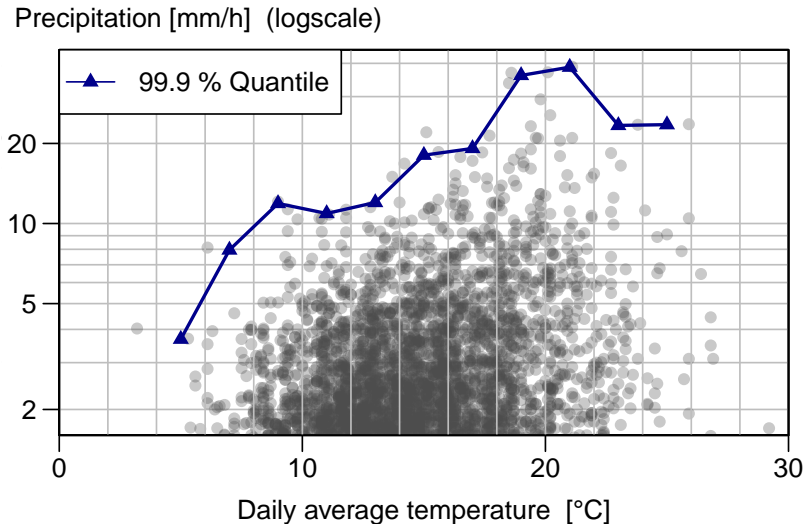 Precipitation [mm/h] (logscale)
99.9 % Quantile
20
10
5
2
0 10 20 30
Daily average temperature [°C]